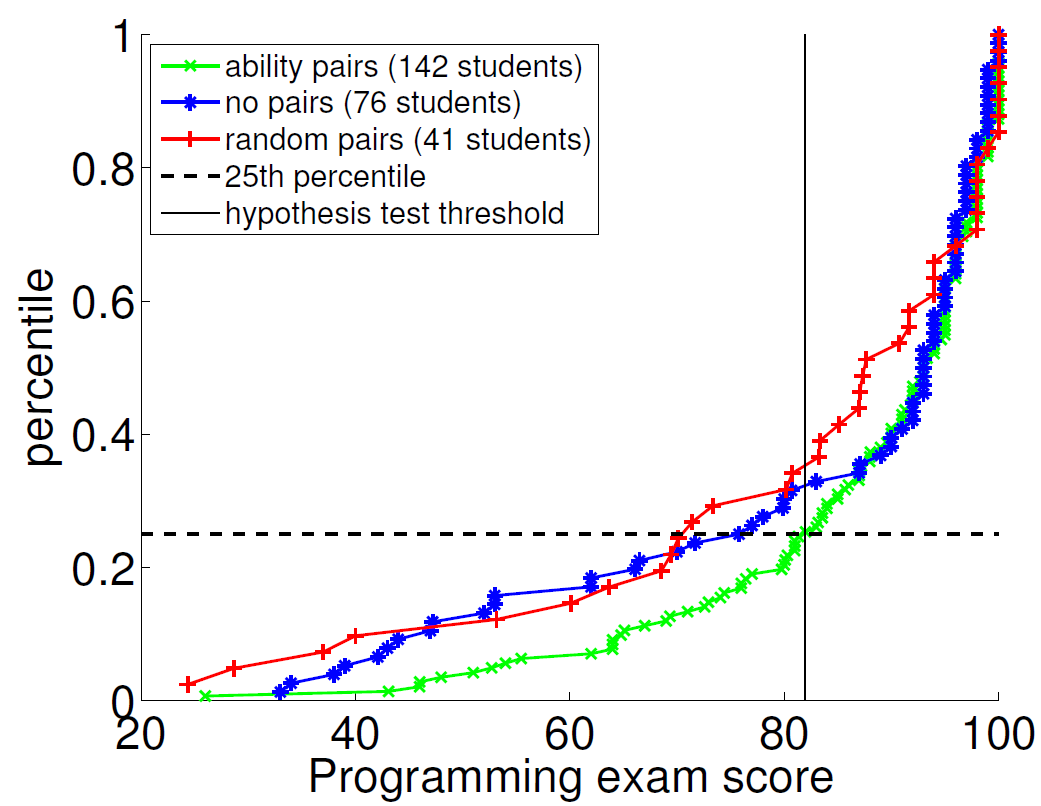 1
0.8
0.6
0.4
0.2
0
percentile
ability pairs (142 students)
no pairs (76 students)
random pairs (41 students)
25th percentile
hypothesis test threshold
20 40 60 80 100
Programming exam score